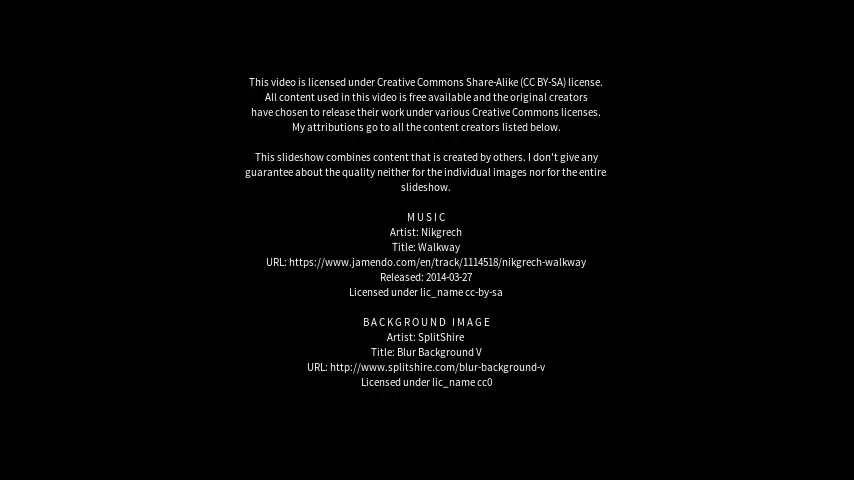 This video is licensed under Creative Commons Share-Alike (CC BY-SA) license.
All content used in this video is free available and the original creators
have chosen to release their work under various Creative Commons licenses.
My attributions go to all the content creators listed below.
This slideshow combines content that is created by others. I don't give any
guarantee about the quality neither for the individual images nor for the entire
slideshow.
MUSIC
Artist: Nikgrech
Title: Walkway
URL: https://www.jamendo.com/en/track/1114518/nikgrech-walkway
Released: 2014-03-27
Licensed under lic_name cc-by-sa
BACKGROUND IMAGE
Artist: SplitShire
Title: Blur Background V
URL: http://www.splitshire.com/blur-background-v
Licensed under lic_name cc0